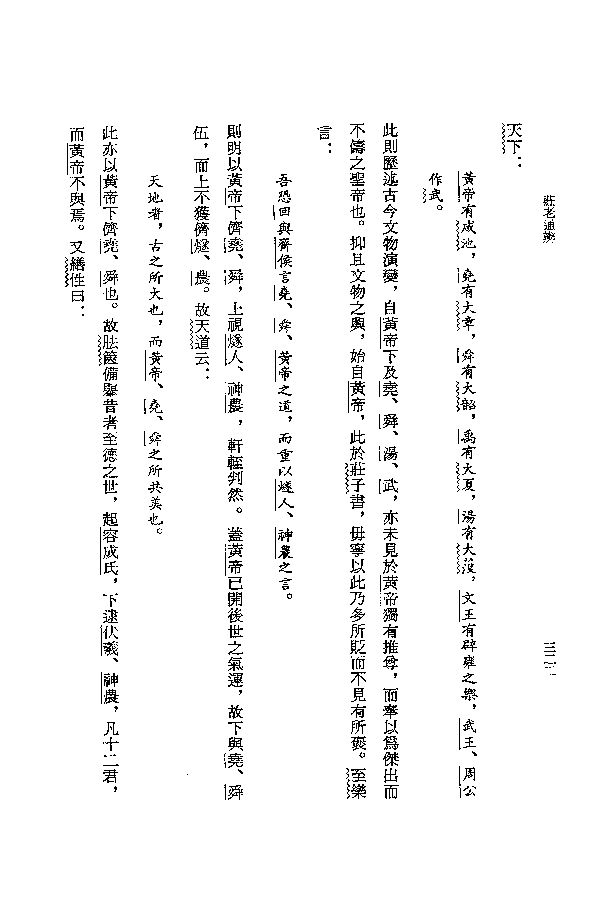 莊老通辨
三二二
天下：
黃帝有咸池，堯有大章，舜有大韶，禹有大夏，湯有大濩，文王有辟雍之樂，武王、周公
作武。
此則歷述古今文物演變，自黃帝下及堯、舜、湯、武，亦未見於黃帝獨有推尊，而奉以爲傑出而
不儔之聖帝也。抑且文物之興，始自黃帝，此於莊子書，毋寧以此乃多所貶而不見有所褒。至樂
言：
吾恐回與齊侯言堯、舜、黃帝之道，而重以燧人、神農之言。
則明以黃帝下儕堯、舜，上視燧人、神農，軒輊判然。蓋黃帝已開後世之氣運，故下與堯、舜
伍，而上不獲儕燧、農。故天道云：
天地者，古之所大也，而黃帝、堯、舜之所共美也。
此亦以黃帝下儕堯、舜也。故胠篋備舉昔者至德之世，起容成氏，下逮伏羲、神農，凡十二君，
而黃帝不與焉。又繕性曰：